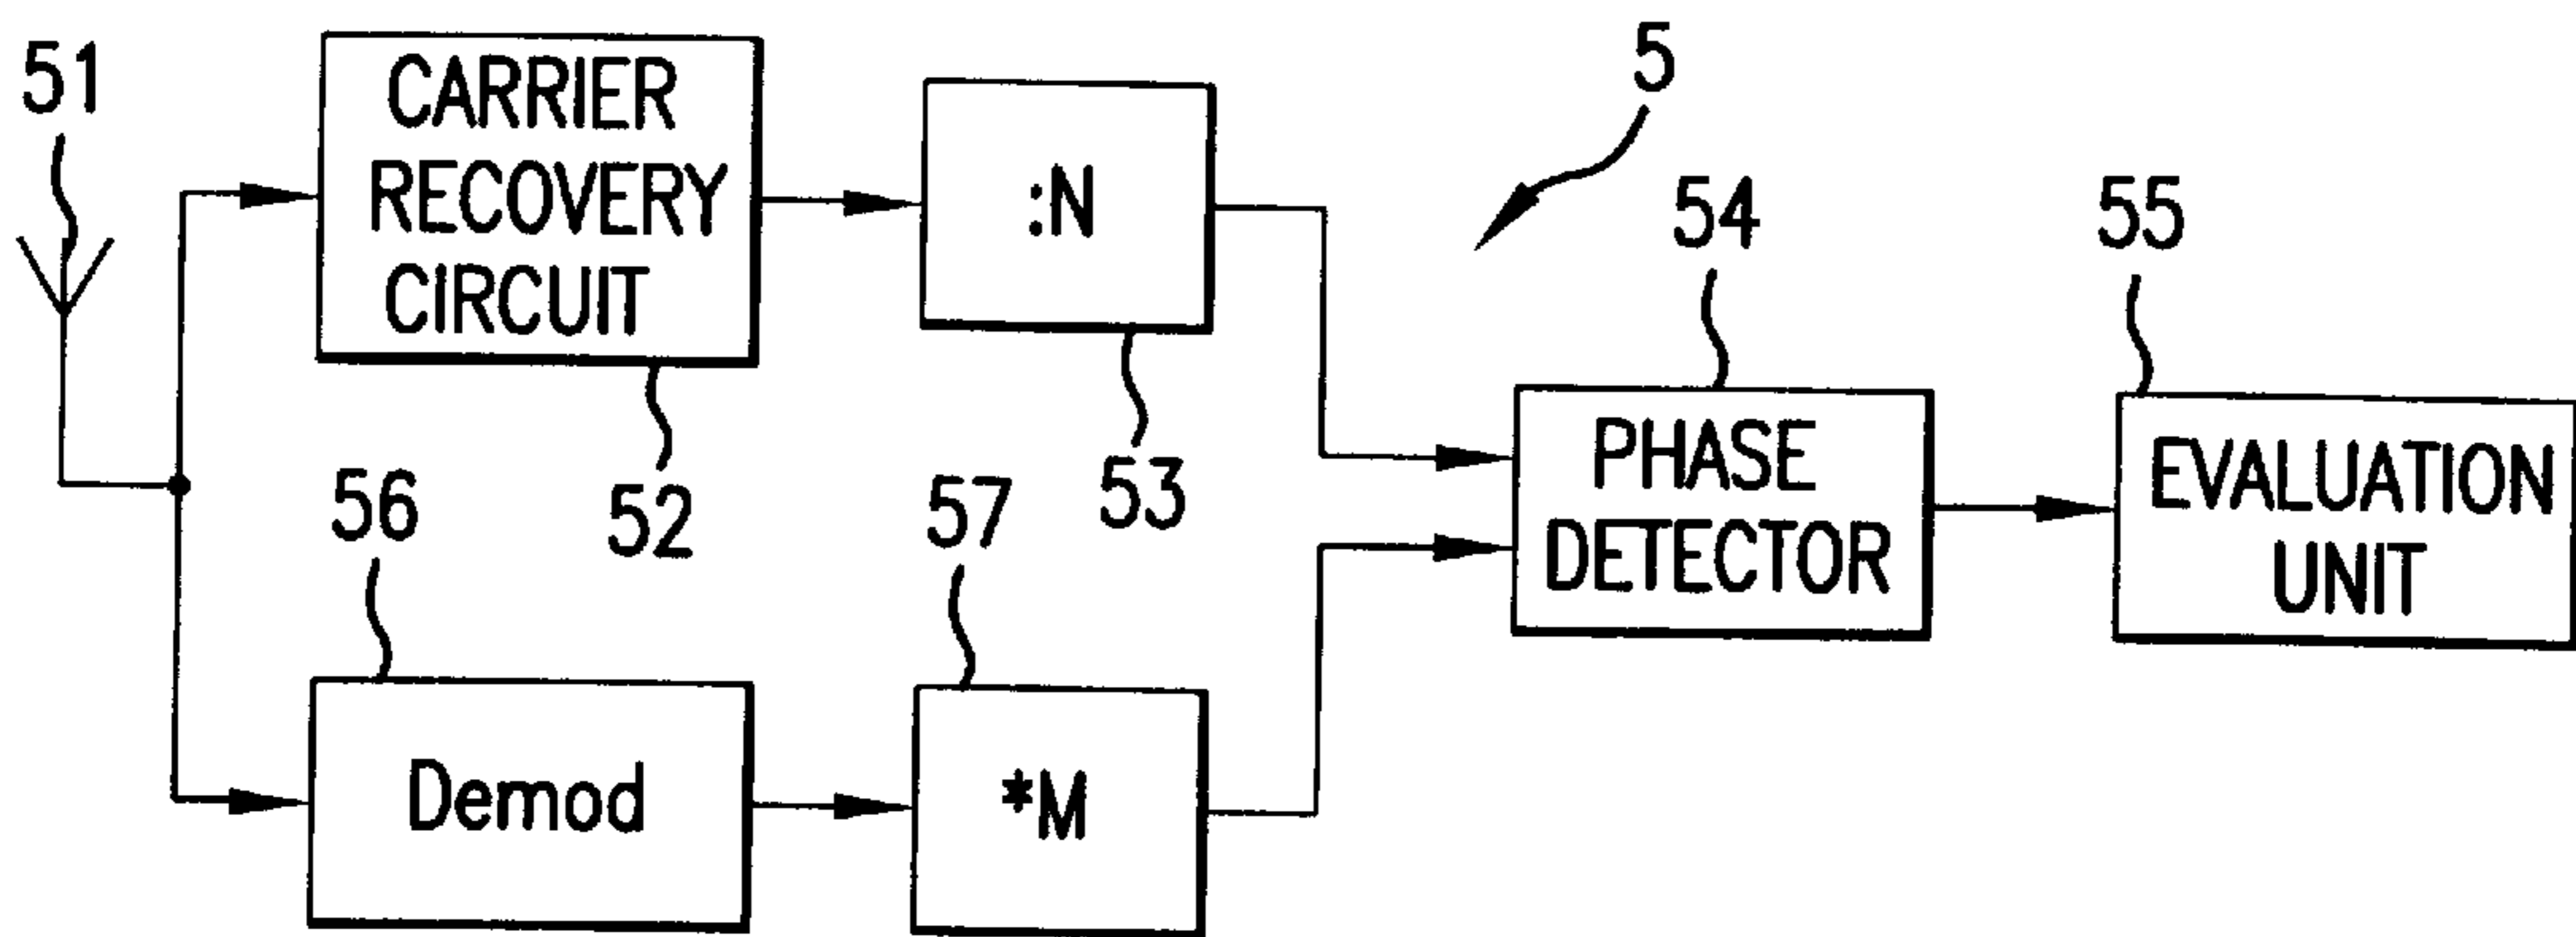 51
CARRIER
RECOVERY
CIRCUIT
52
:N
53
5
54
PHASE
DETECTOR
55
EVALUATION
UNIT
56
Demod
57
*M